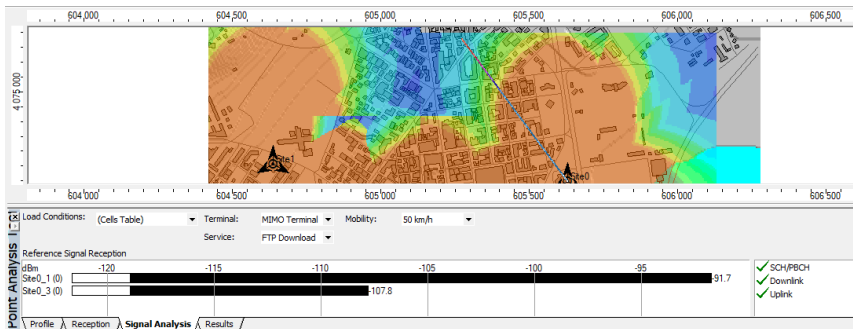 604,000 604,500 605,000 605,500 606,000 606,500
4 075 000
Site1
Site0
604,000 604,500 605,000 605,500 606,000 606,500
Point Analysis Tool
Load Conditions: (Cells Table) Terminal: MIMO Terminal Mobility: 50 km/h
Service: FTP Download
Reference Signal Reception
dBm -120 -115 -110 -105 -100 -95
Site0_1 (0) -91.7
Site0_3 (0) -107.8
SCH/PBCH
Downlink
Uplink
Profile Reception Signal Analysis Results